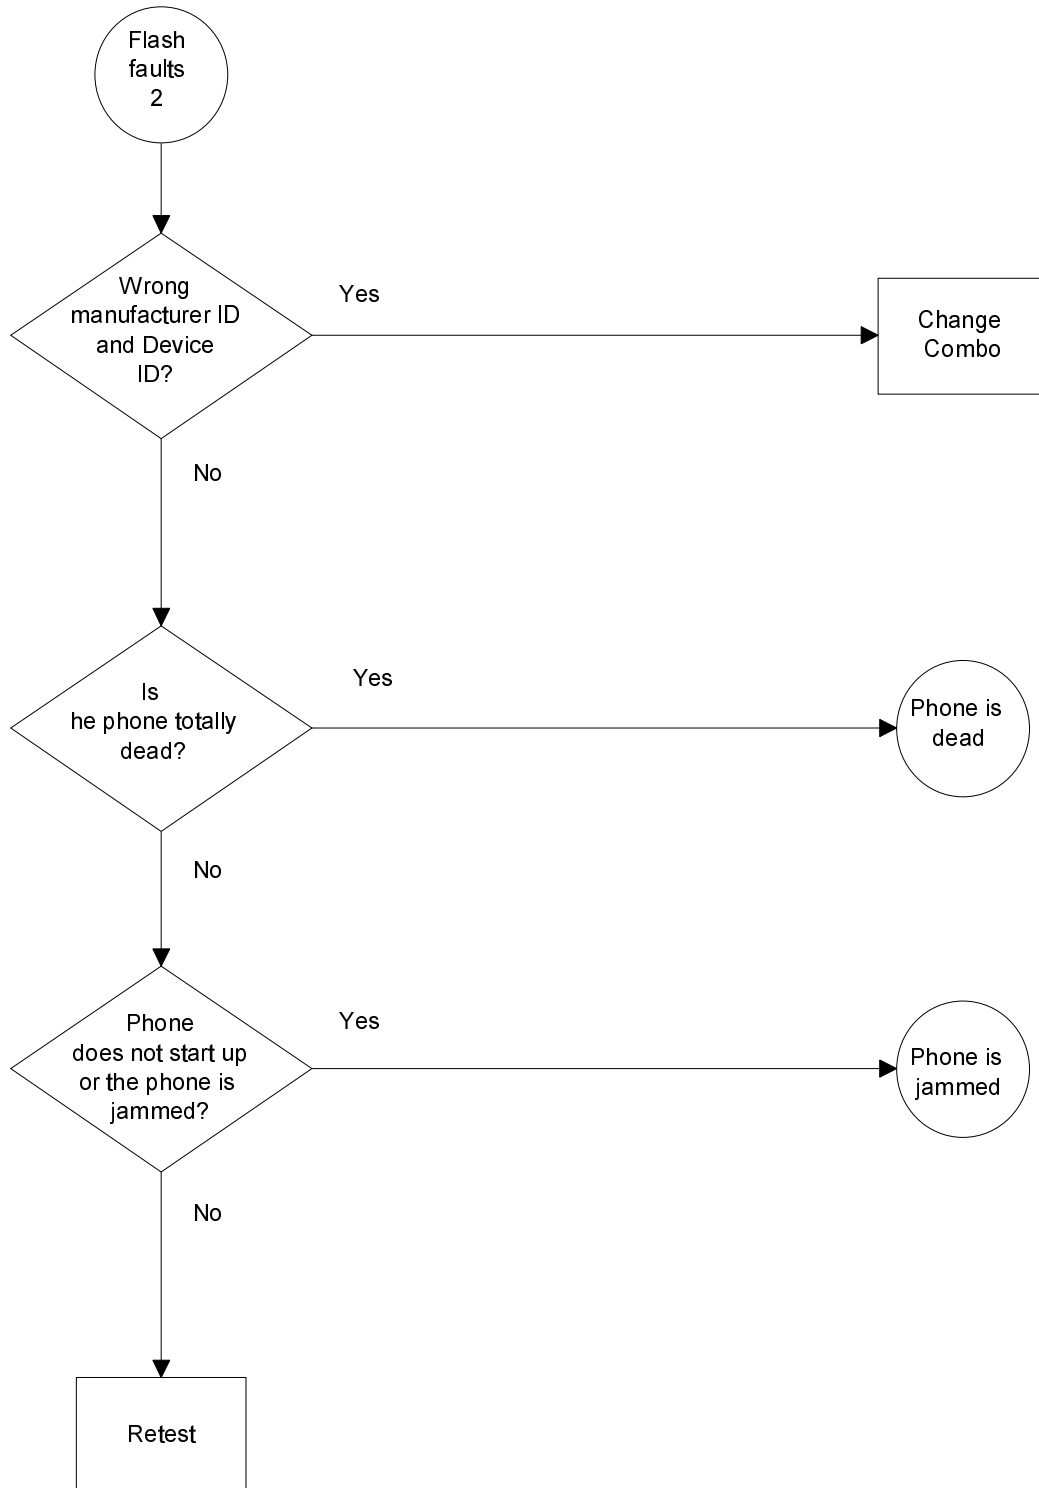 Flash
faults
2
Wrong
manufacturer ID
and Device
ID?
Yes
Change
Combo
No
Is
he phone totally
dead?
Yes
Phone is
dead
No
Phone
does not start up
or the phone is
jammed?
Yes
Phone is
jammed
No
Retest